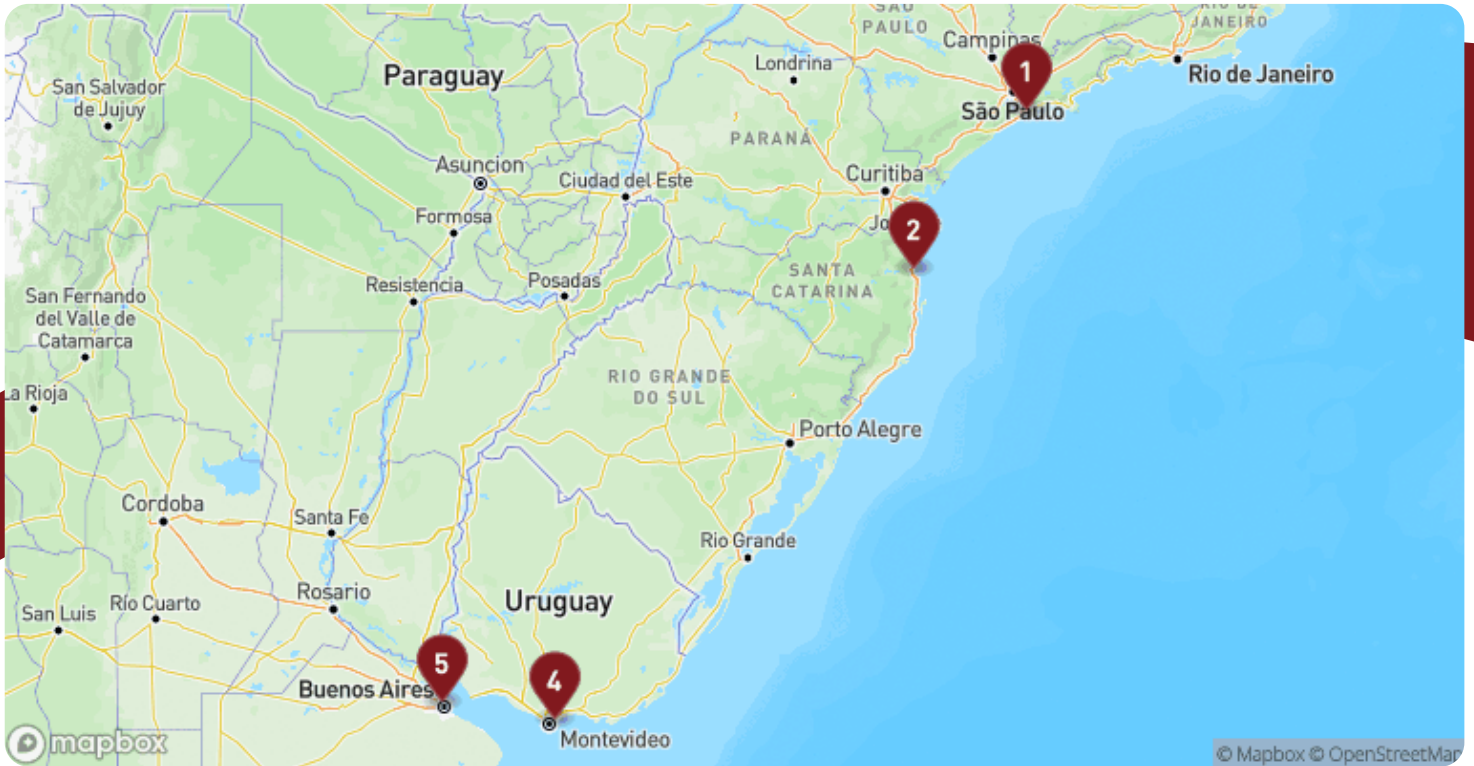 SÃO
PAULO
RIO DE
JANEIRO
Campinas
Londrina
1
Rio de Janeiro
São Paulo
Paraguay
San Salvador
de Jujuy
PARANÁ
Asuncion
Ciudad del Este
Curitiba
Formosa
Jo
2
SANTA
CATARINA
Resistencia
Posadas
San Fernando
del Valle de
Catamarca
La Rioja
RIO GRANDE
DO SUL
Porto Alegre
Cordoba
Santa Fe
Rio Grande
Rosario
Uruguay
San Luis
Río Cuarto
5
4
Buenos Aires
Montevideo
mapbox
© Mapbox © OpenStreetMap